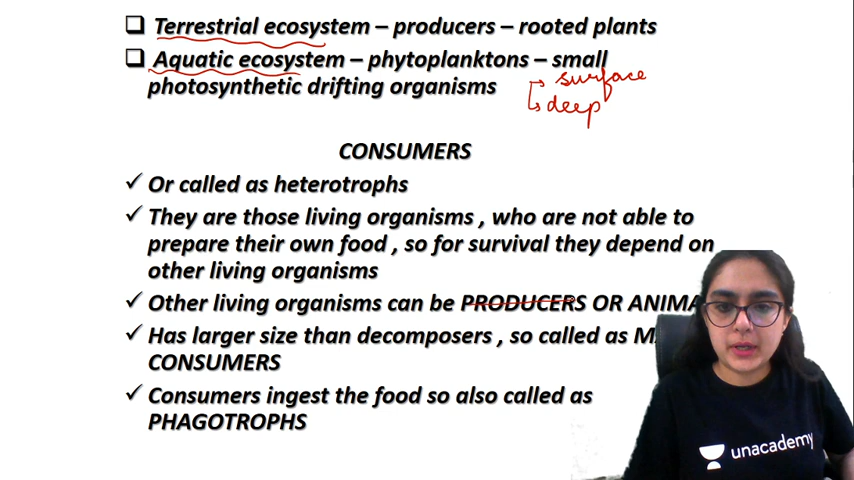 Terrestrial ecosystem – producers – rooted plants
Aquatic ecosystem – phytoplanktons – small
photosynthetic drifting organisms
surface
deep
CONSUMERS
Or called as heterotrophs
They are those living organisms , who are not able to
prepare their own food , so for survival they depend on
other living organisms
Other living organisms can be PRODUCERS OR ANIMA
Has larger size than decomposers , so called as M
CONSUMERS
Consumers ingest the food so also called as
PHAGOTROPHS
unacademy